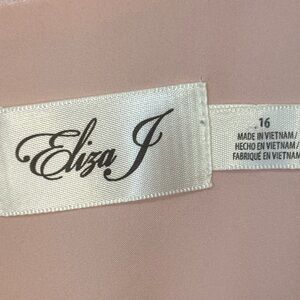 Eliza J
16
MADE IN VIETNAM/
HECHO EN VIETNAM/
FABRIQUÉ EN VIETNAM